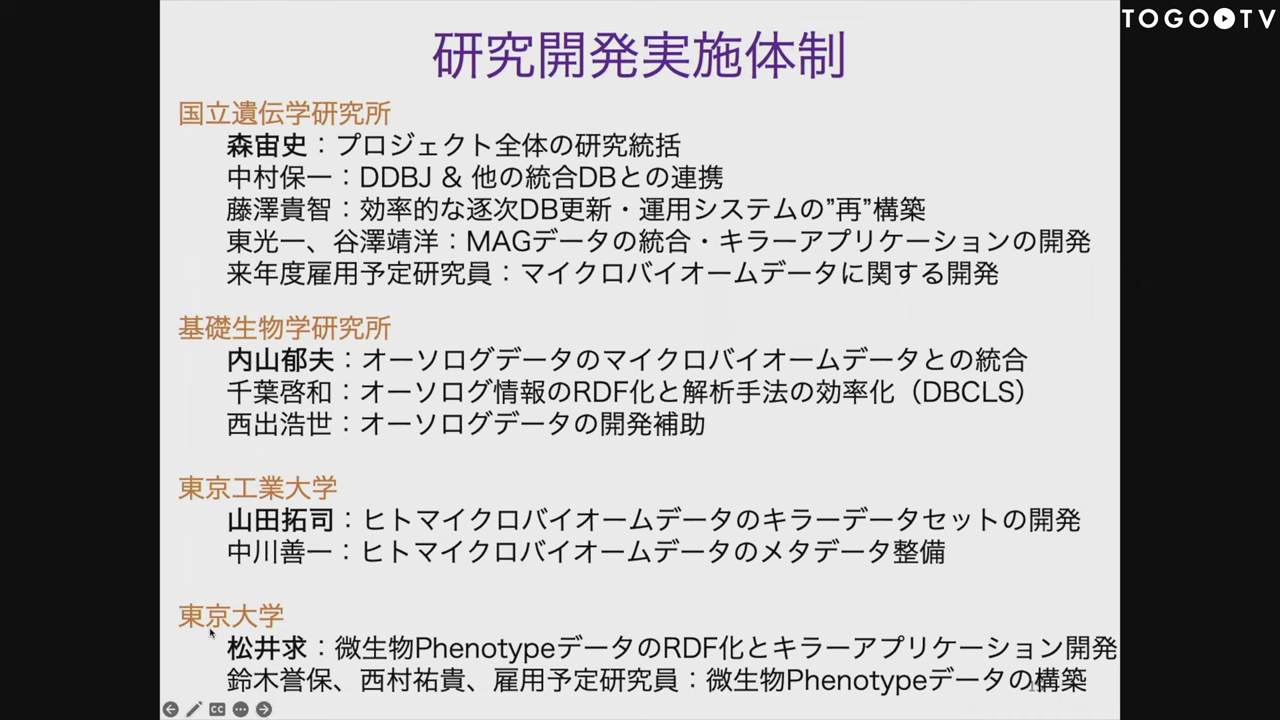 TOGO TV
研究開発実施体制
国立遺伝学研究所
森宙史：プロジェクト全体の研究統括
中村保一：DDBJ & 他の統合DBとの連携
藤澤貴智：効率的な逐次DB更新・運用システムの”再”構築
東光一、谷澤靖洋：MAGデータの統合・キラーアプリケーションの開発
来年度雇用予定研究員：マイクロバイオームデータに関する開発
基礎生物学研究所
内山郁夫：オーソログデータのマイクロバイオームデータとの統合
千葉啓和：オーソログ情報のRDF化と解析手法の効率化（DBCLS）
西出浩世：オーソログデータの開発補助
東京工業大学
山田拓司：ヒトマイクロバイオームデータのキラーデータセットの開発
中川善一：ヒトマイクロバイオームデータのメタデータ整備
東京大学
松井求：微生物PhenotypeデータのRDF化とキラーアプリケーション開発
鈴木誉保、西村祐貴、雇用予定研究員：微生物Phenotypeデータの構築
CC